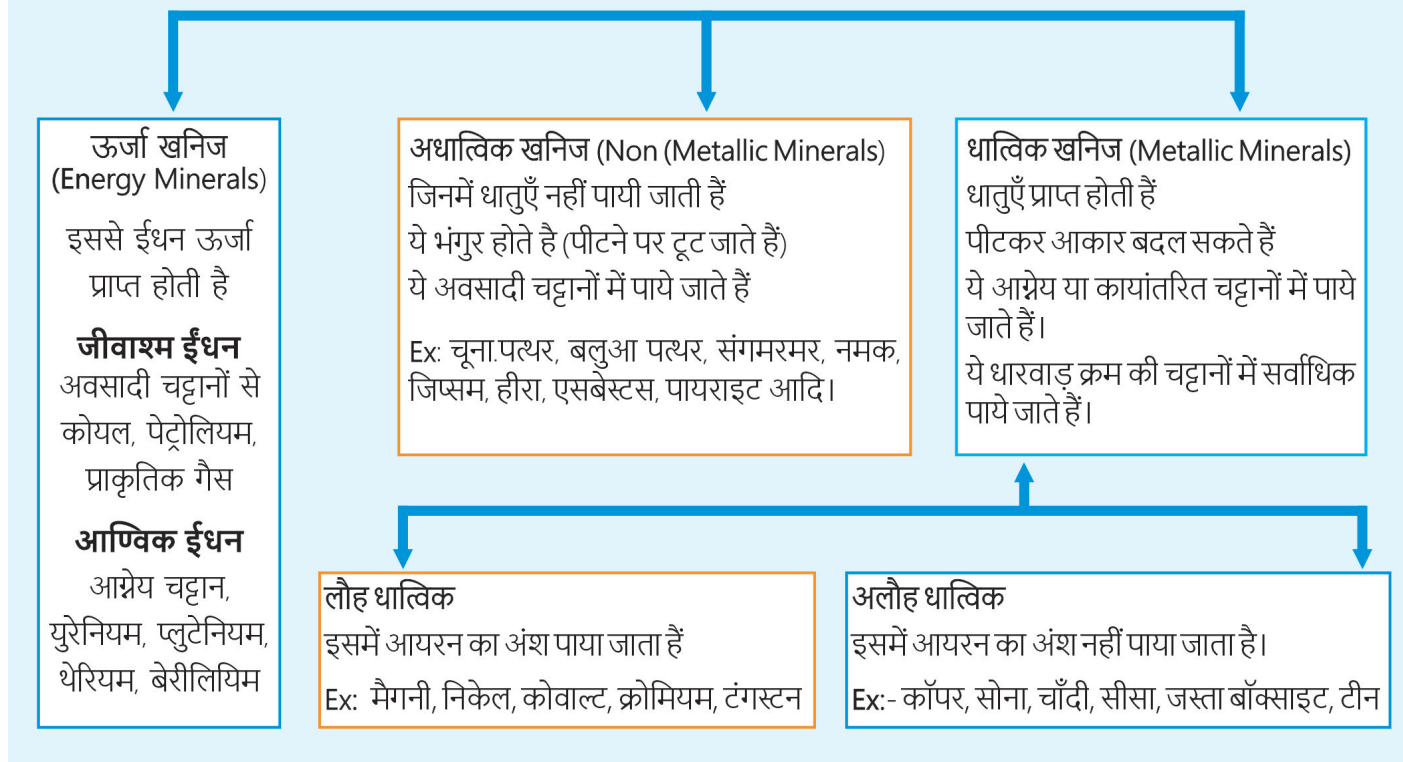 ऊर्जा खनिज
(Energy Minerals)
इससे ईधन ऊर्जा
प्राप्त होती है
जीवाश्म ईंधन
अवसादी चट्टानों से
कोयल, पेट्रोलियम,
प्राकृतिक गैस
आण्विक ईधन
आग्नेय चट्टान,
युरेनियम, प्लुटेनियम,
थेरियम, बेरीलियिम
अधात्विक खनिज (Non (Metallic Minerals)
जिनमें धातुएँ नहीं पायी जाती हैं
ये भंगुर होते है (पीटने पर टूट जाते हैं)
ये अवसादी चट्टानों में पाये जाते हैं
Ex: चूना.पत्थर, बलुआ पत्थर, संगमरमर, नमक,
जिप्सम, हीरा, एसबेस्टस, पायराइट आदि।
धात्विक खनिज (Metallic Minerals)
धातुएँ प्राप्त होती हैं
पीटकर आकार बदल सकते हैं
ये आग्नेय या कायांतरित चट्टानों में पाये
जाते हैं।
ये धारवाड़ क्रम की चट्टानों में सर्वाधिक
पाये जाते हैं।
लौह धात्विक
इसमें आयरन का अंश पाया जाता हैं
Ex: मैगनी, निकेल, कोवाल्ट, क्रोमियम, टंगस्टन
अलौह धात्विक
इसमें आयरन का अंश नहीं पाया जाता है।
Ex:- कॉपर, सोना, चाँदी, सीसा, जस्ता बॉक्साइट, टीन